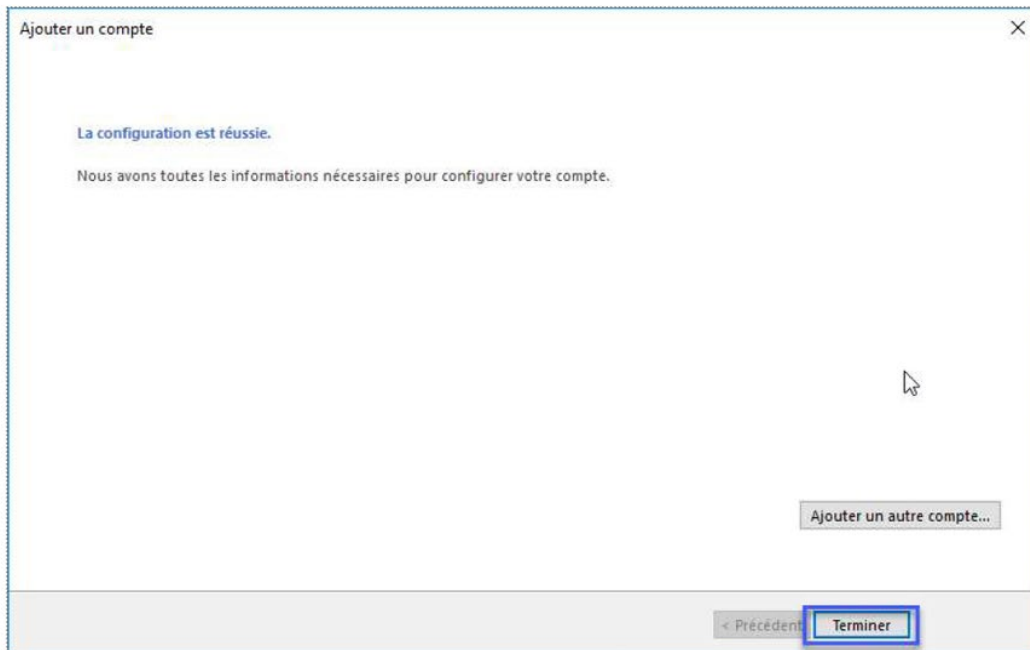 Ajouter un compte
La configuration est réussie.
Nous avons toutes les informations nécessaires pour configurer votre compte.
Ajouter un autre compte...
< Précédent
Terminer